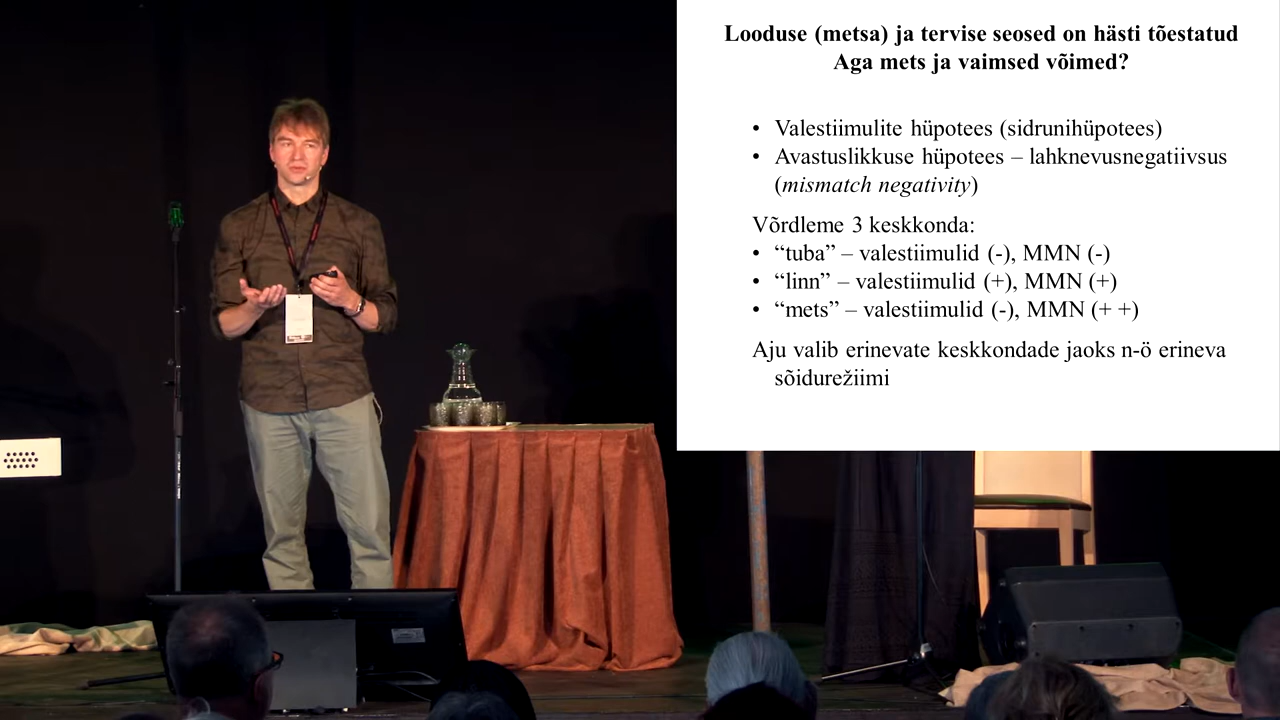 Looduse (metsa) ja tervise seosed on hästi tõestatud
Aga mets ja vaimsed võimed?
• Valestiimulite hüpotees (sidrunihüpotees)
• Avastuslikkuse hüpotees – lahknevusnegatiivsus
(mismatch negativity)
Võrdleme 3 keskkonda:
• “tuba” – valestiimulid (-), MMN (-)
• “linn” – valestiimulid (+), MMN (+)
• “mets” – valestiimulid (-), MMN (+ +)
Aju valib erinevate keskkondade jaoks n-ö erineva
sõidurežiimi